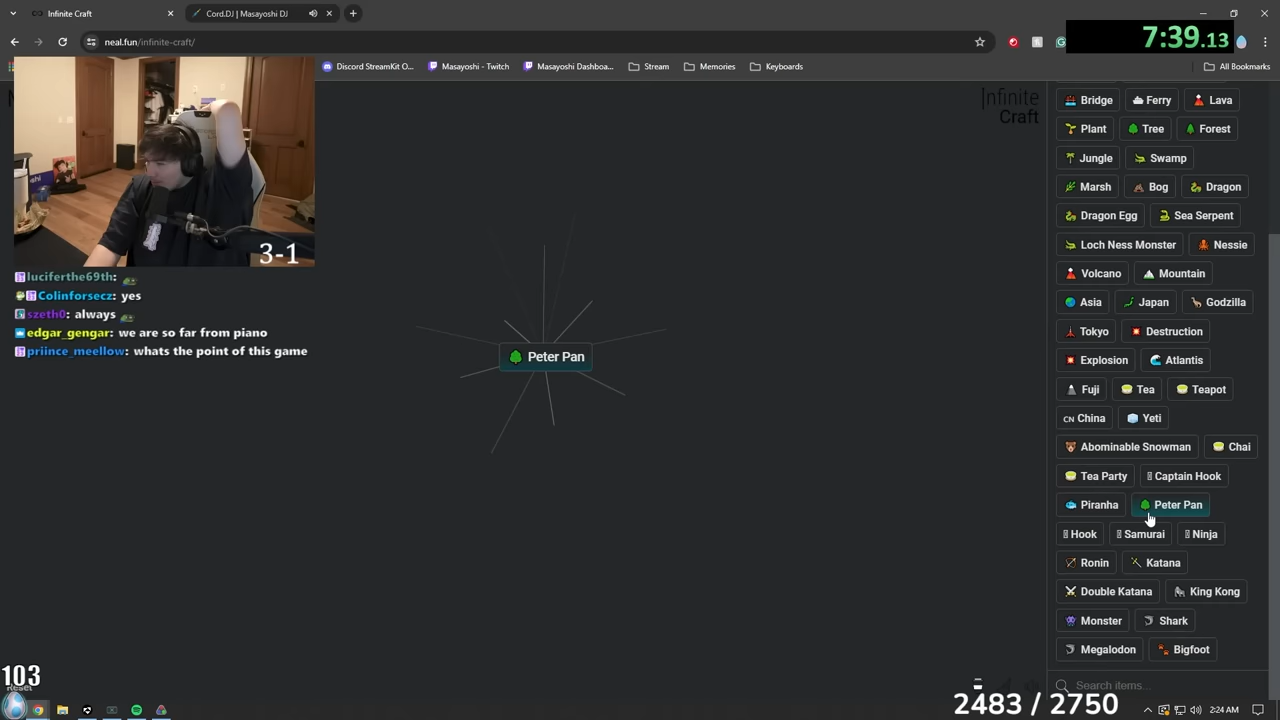 Infinite Craft
Cord.DJ | Masayoshi DJ
7:39.13
neal.fun/infinite-craft/
Discord StreamKit O...
Masayoshi - Twitch
Masayoshi Dashboa...
Stream
Memories
Keyboards
All Bookmarks
Infinite
Craft
Bridge Ferry Lava
Plant Tree Forest
Jungle Swamp
Marsh Bog Dragon
Dragon Egg Sea Serpent
Loch Ness Monster Nessie
Volcano Mountain
Asia Japan Godzilla
Tokyo Destruction
Explosion Atlantis
Fuji Tea Teapot
CN China Yeti
Abominable Snowman Chai
Tea Party Captain Hook
Piranha Peter Pan
Hook Samurai Ninja
Ronin Katana
Double Katana King Kong
Monster Shark
Megalodon Bigfoot
Search items...
3-1
luciferthe69th:
Colinforsecz: yes
szeth0: always
edgar_gengar: we are so far from piano
priince_meellow: whats the point of this game
Peter Pan
103
Reset
2483 / 2750
2:24 AM